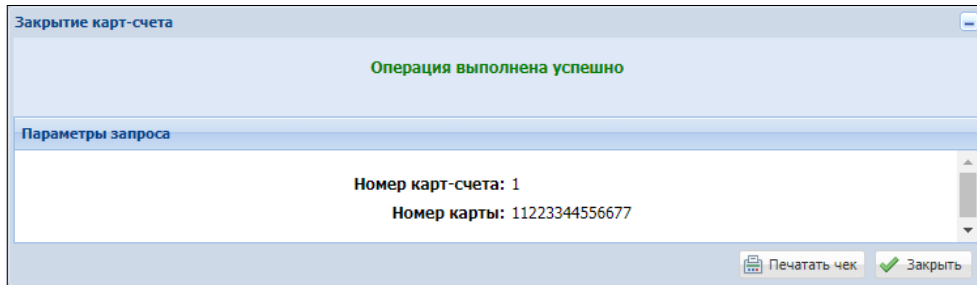 Закрытие карт-счета
Операция выполнена успешно
Параметры запроса
Номер карт-счета: 1
Номер карты: 11223344556677
Печатать чек Закрыть